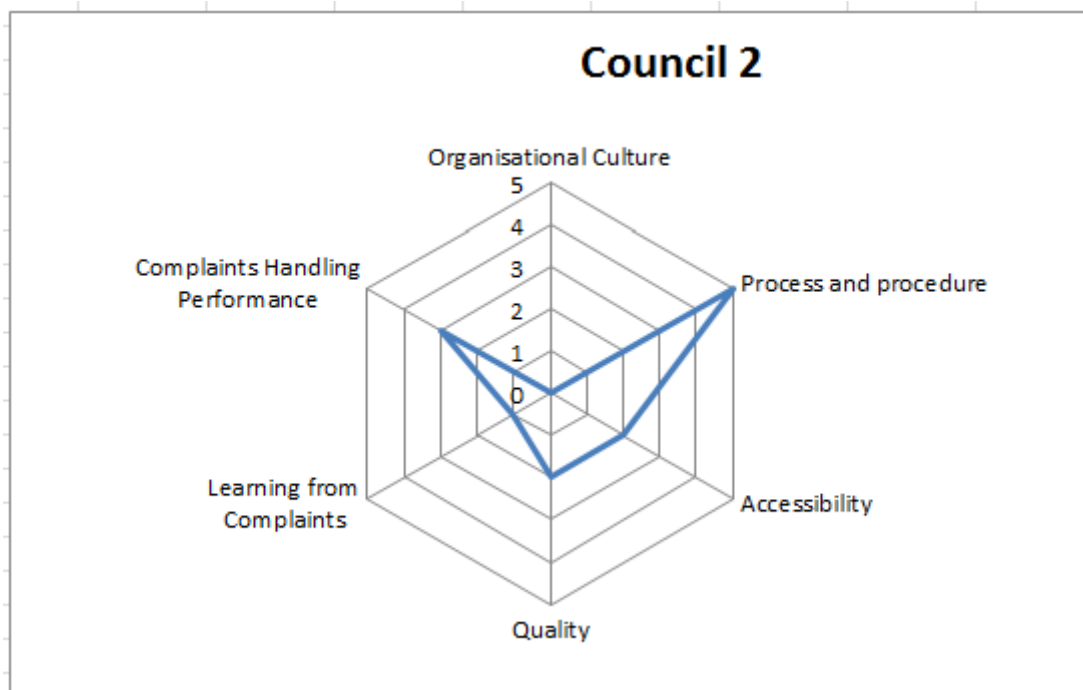 Council 2
Organisational Culture
5
4
3
2
1
0
Complaints Handling
Performance
Process and procedure
Learning from
Complaints
Accessibility
Quality